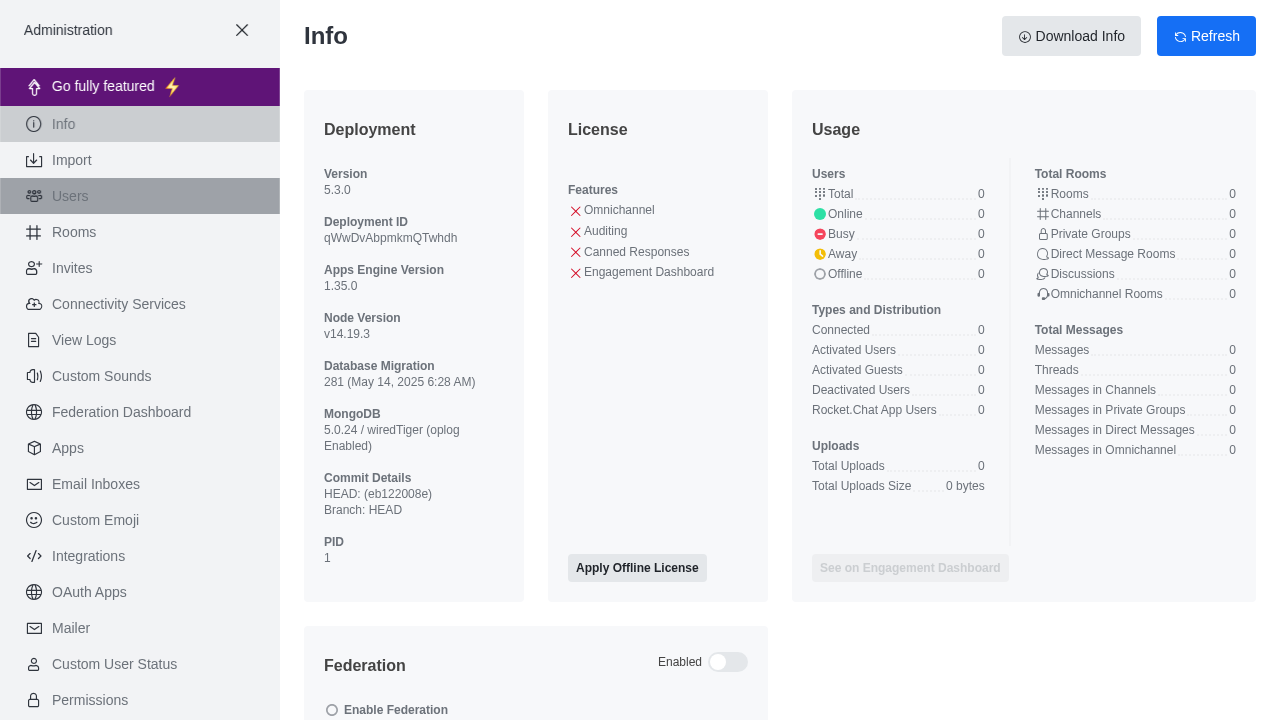 Administration
Go fully featured
Info
Import
Users
Rooms
Invites
Connectivity Services
View Logs
Custom Sounds
Federation Dashboard
Apps
Email Inboxes
Custom Emoji
Integrations
OAuth Apps
Mailer
Custom User Status
Permissions
Info
Download Info
Refresh
Deployment
Version
5.3.0
Deployment ID
qWwDvAbpmkmQTwhdh
Apps Engine Version
1.35.0
Node Version
v14.19.3
Database Migration
281 (May 14, 2025 6:28 AM)
MongoDB
5.0.24 / wiredTiger (oplog
Enabled)
Commit Details
HEAD: (eb122008e)
Branch: HEAD
PID
1
License
Features
Omnichannel
Auditing
Canned Responses
Engagement Dashboard
Apply Offline License
Usage
Users
Total 0
Online 0
Busy 0
Away 0
Offline 0
Types and Distribution
Connected 0
Activated Users 0
Activated Guests 0
Deactivated Users 0
Rocket.Chat App Users 0
Uploads
Total Uploads 0
Total Uploads Size 0 bytes
Total Rooms
Rooms 0
Channels 0
Private Groups 0
Direct Message Rooms 0
Discussions 0
Omnichannel Rooms 0
Total Messages
Messages 0
Threads 0
Messages in Channels 0
Messages in Private Groups 0
Messages in Direct Messages 0
Messages in Omnichannel 0
See on Engagement Dashboard
Federation
Enabled
Enable Federation